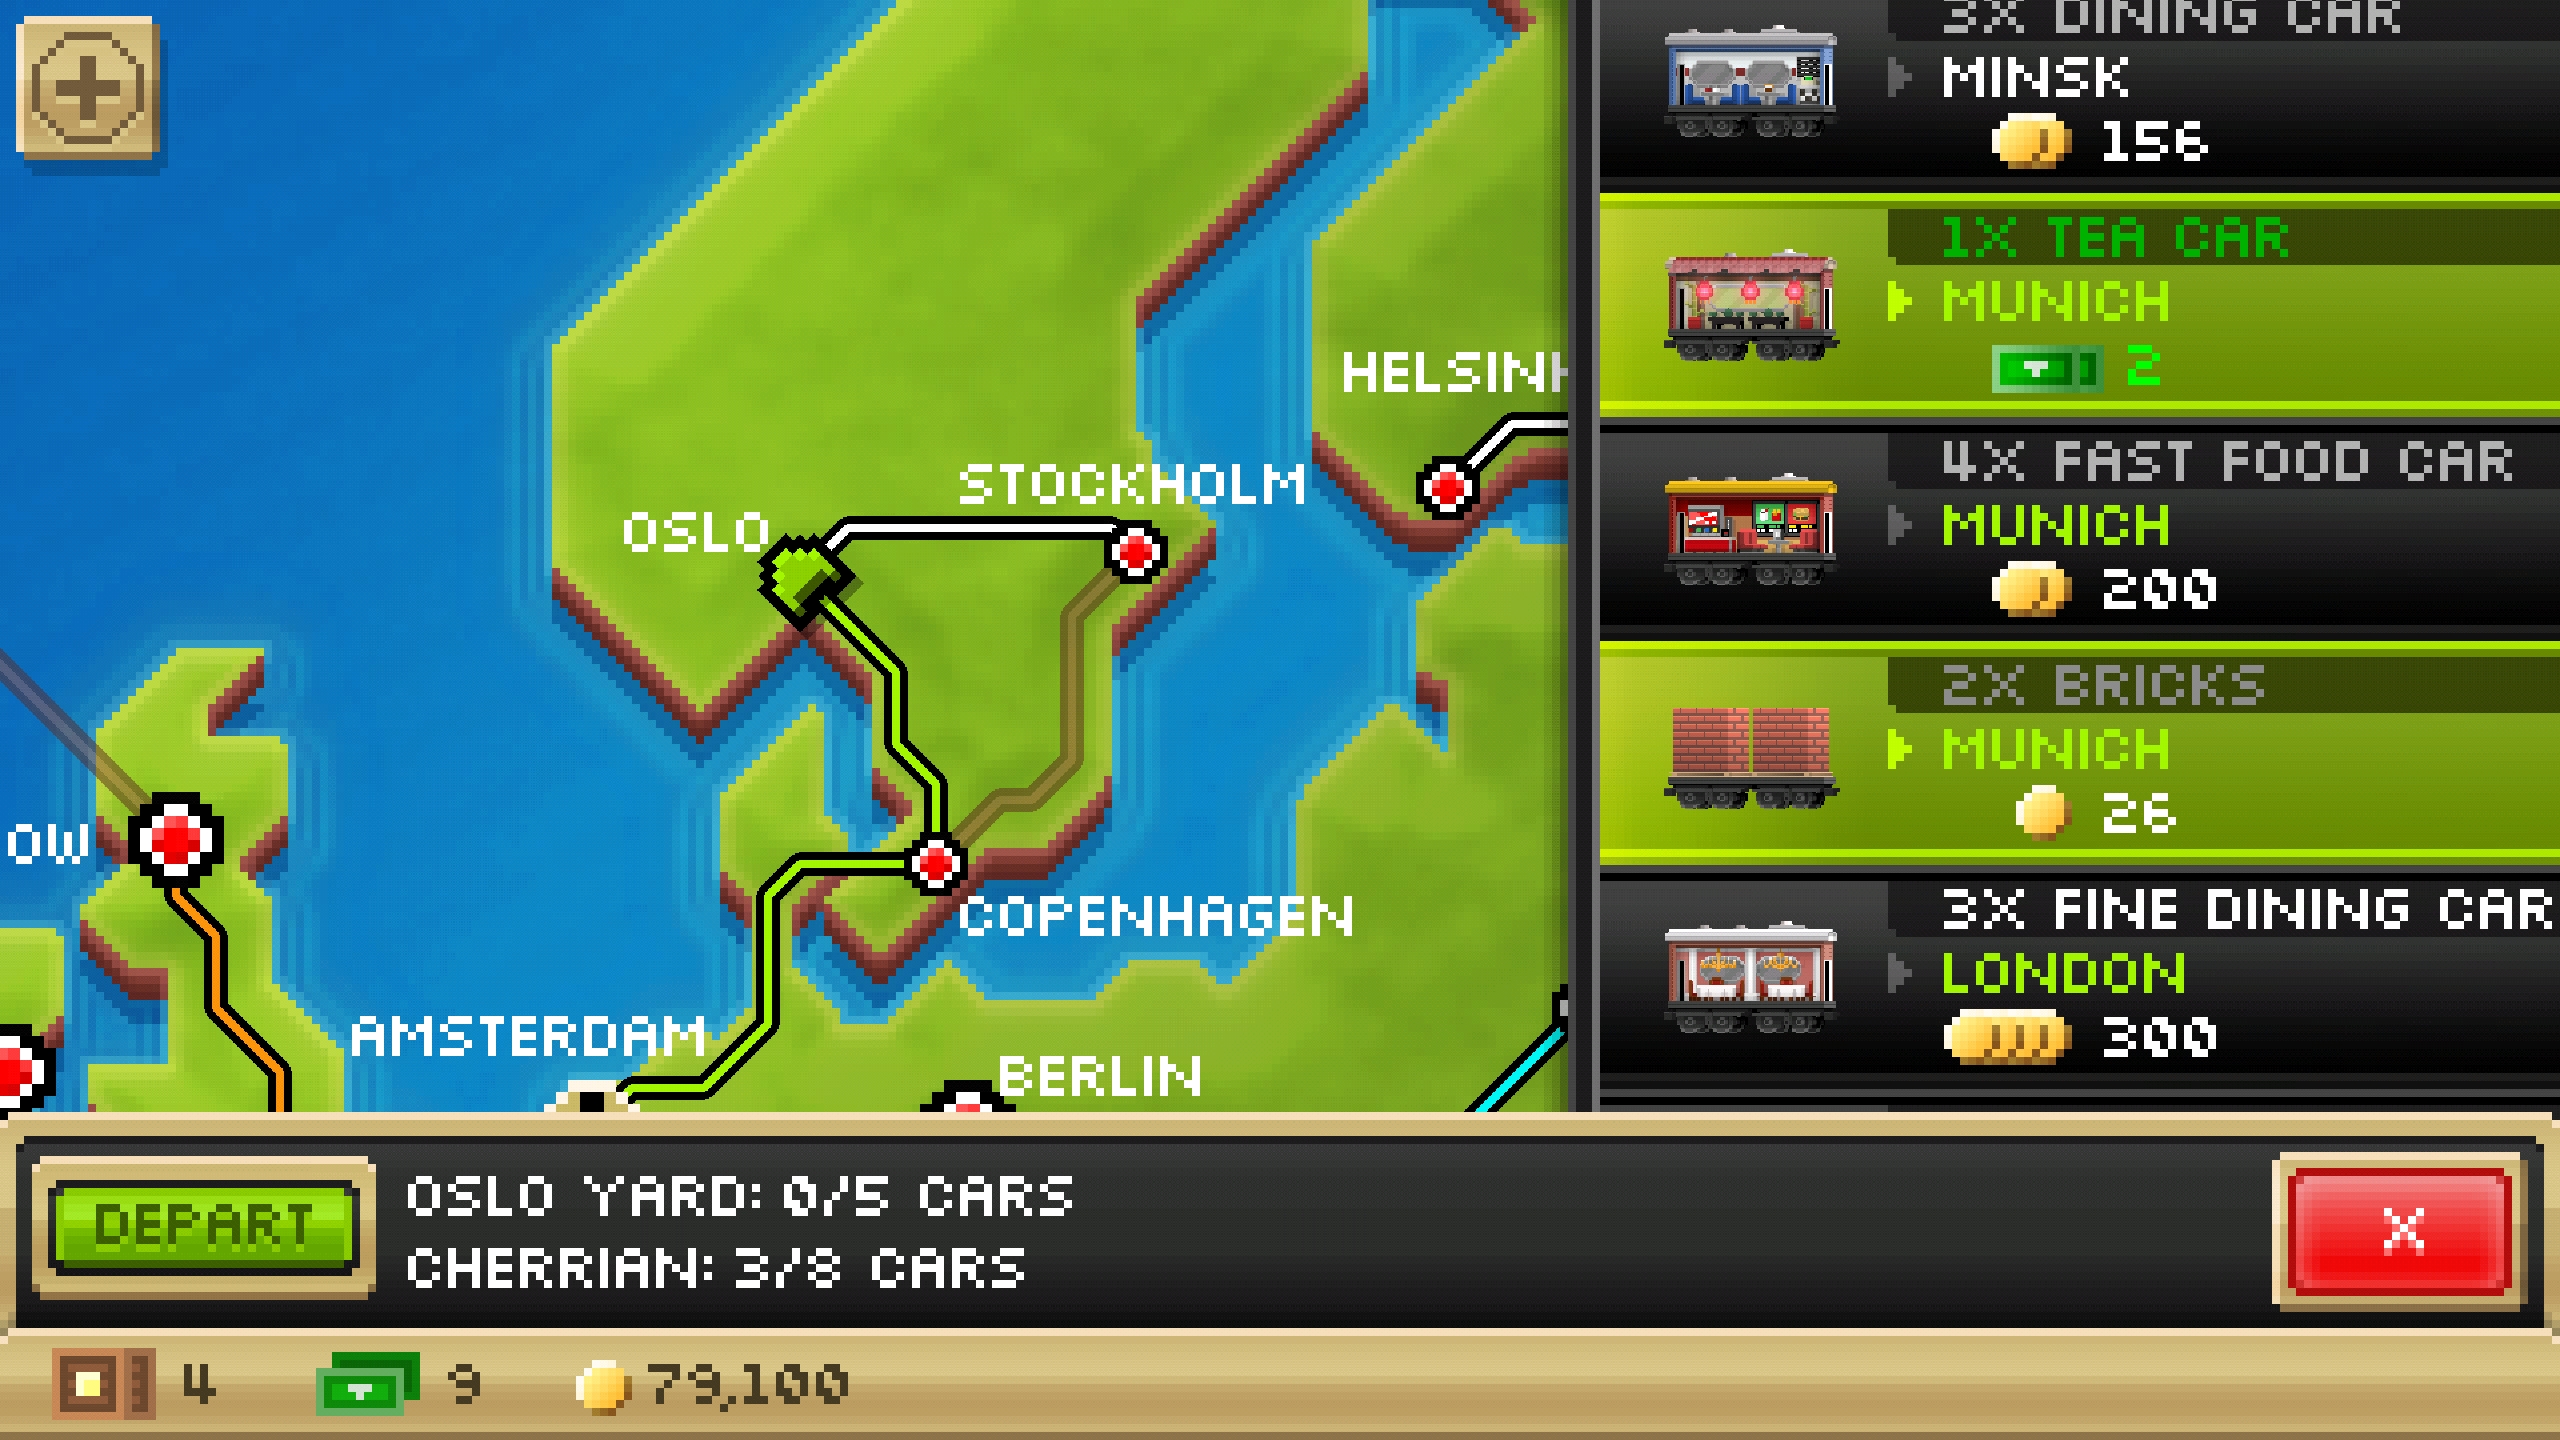 3X DINING CAR
MINSK
156
1X TEA CAR
MUNICH
2
4X FAST FOOD CAR
MUNICH
200
2X BRICKS
MUNICH
26
3X FINE DINING CAR
LONDON
300
HELSINK
STOCKHOLM
OSLO
OW
COPENHAGEN
AMSTERDAM
BERLIN
DEPART
OSLO YARD: 0/5 CARS
CHERRIAN: 3/8 CARS
X
4
9
79,100